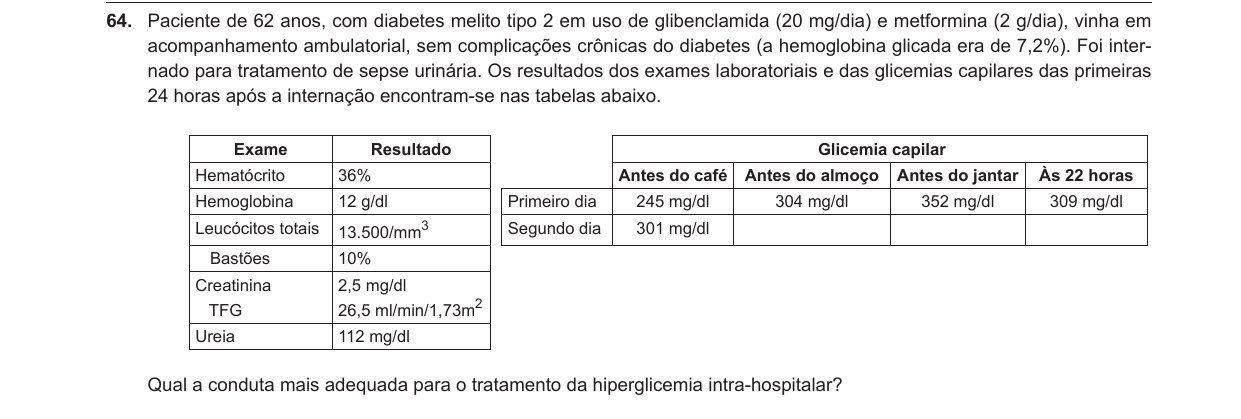 64. Paciente de 62 anos, com diabetes melito tipo 2 em uso de glibenclamida (20 mg/dia) e metformina (2 g/dia), vinha em
acompanhamento ambulatorial, sem complicações crônicas do diabetes (a hemoglobina glicada era de 7,2%). Foi inter-
nado para tratamento de sepse urinária. Os resultados dos exames laboratoriais e das glicemias capilares das primeiras
24 horas após a internação encontram-se nas tabelas abaixo.
Exame Resultado
Hematócrito 36%
Hemoglobina 12 g/dl
Leucócitos totais 13.500/mm³
Bastões 10%
Creatinina 2,5 mg/dl
TFG 26,5 ml/min/1,73m²
Ureia 112 mg/dl
Glicemia capilar
Antes do café Antes do almoço Antes do jantar Às 22 horas
Primeiro dia 245 mg/dl 304 mg/dl 352 mg/dl 309 mg/dl
Segundo dia 301 mg/dl
Qual a conduta mais adequada para o tratamento da hiperglicemia intra-hospitalar?